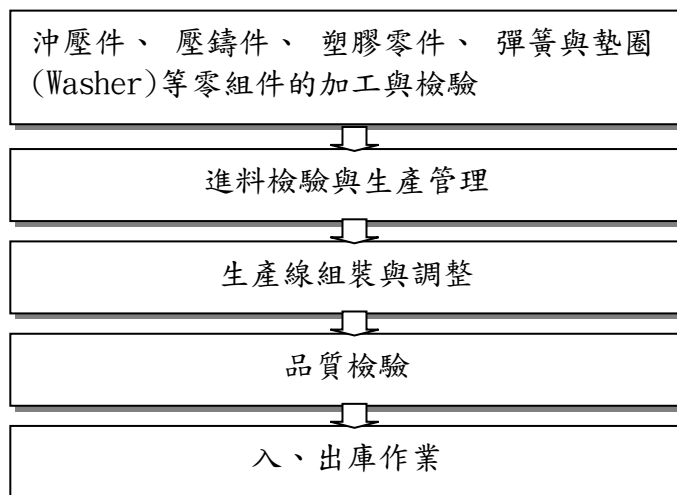 沖壓件、 壓鑄件、 塑膠零件、 彈簧與墊圈
(Washer)等零組件的加工與檢驗
進料檢驗與生產管理
生產線組裝與調整
品質檢驗
入、出庫作業